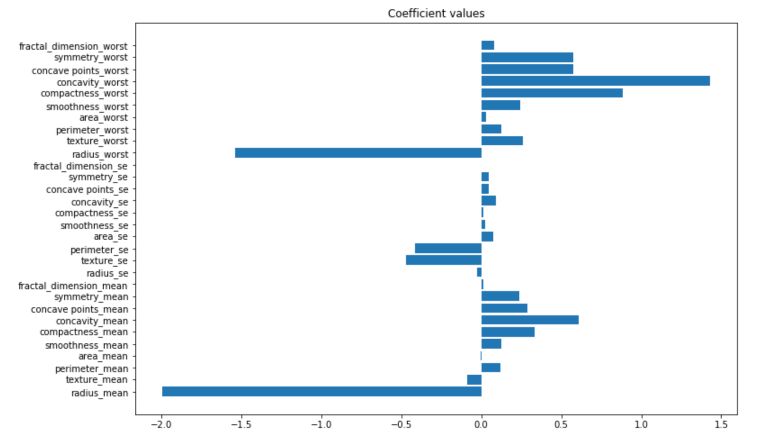 Coefficient values
fractal_dimension_worst
symmetry_worst
concave points_worst
concavity_worst
compactness_worst
smoothness_worst
area_worst
perimeter_worst
texture_worst
radius_worst
fractal_dimension_se
symmetry_se
concave points_se
concavity_se
compactness_se
smoothness_se
area_se
perimeter_se
texture_se
radius_se
fractal_dimension_mean
symmetry_mean
concave points_mean
concavity_mean
compactness_mean
smoothness_mean
area_mean
perimeter_mean
texture_mean
radius_mean
−2.0 −1.5 −1.0 −0.5 0.0 0.5 1.0 1.5